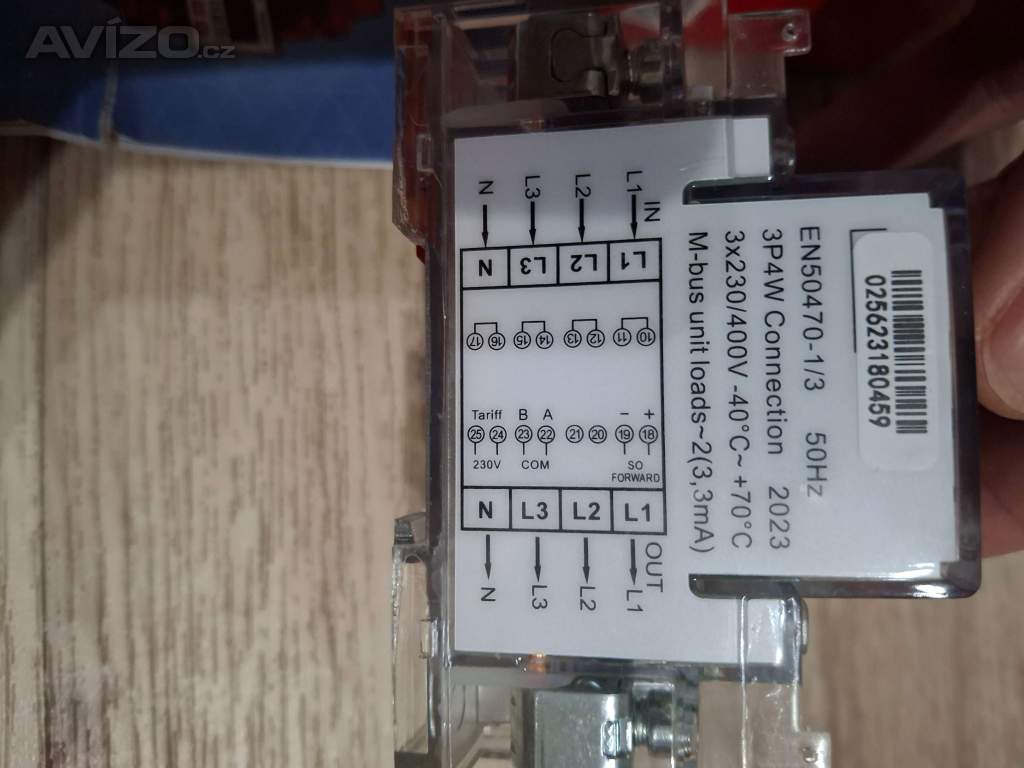 AVÍZO.cz
02562318O459
EN50470-1/3 50Hz
3P4W Connection 2023
3x230/400V -40°C~+70°C
M-bus unit loads~2(3,3mA)
IN OUT
L1 L1 L1 L1
L2 L2 L2 L2
L3 L3 L3 L3
N N N N
10 11 12 13 14 15 16 17
+ - A B Tariff
18 19 20 21 22 23 24 25
SO FORWARD COM 230V